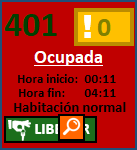 401 ! 0
Ocupada
Hora inicio: 00:11
Hora fin: 04:11
Habitación normal